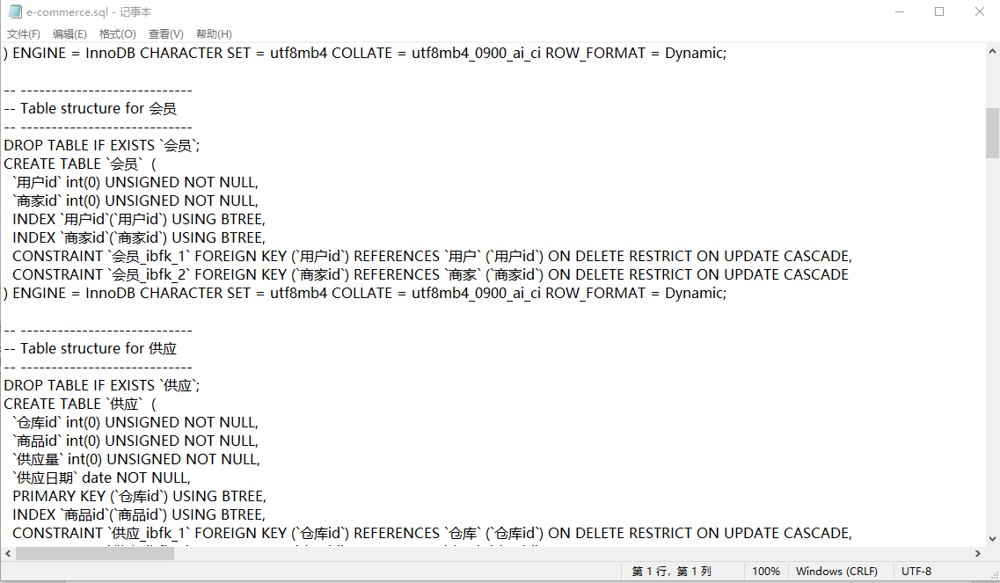 e-commerce.sql - 记事本
文件(F) 编辑(E) 格式(O) 查看(V) 帮助(H)
) ENGINE = InnoDB CHARACTER SET = utf8mb4 COLLATE = utf8mb4_0900_ai_ci ROW_FORMAT = Dynamic;
-- ----------------------------
-- Table structure for 会员
-- ----------------------------
DROP TABLE IF EXISTS `会员`;
CREATE TABLE `会员`  (
  `用户id` int(0) UNSIGNED NOT NULL,
  `商家id` int(0) UNSIGNED NOT NULL,
  INDEX `用户id`(`用户id`) USING BTREE,
  INDEX `商家id`(`商家id`) USING BTREE,
  CONSTRAINT `会员_ibfk_1` FOREIGN KEY (`用户id`) REFERENCES `用户` (`用户id`) ON DELETE RESTRICT ON UPDATE CASCADE,
  CONSTRAINT `会员_ibfk_2` FOREIGN KEY (`商家id`) REFERENCES `商家` (`商家id`) ON DELETE RESTRICT ON UPDATE CASCADE
) ENGINE = InnoDB CHARACTER SET = utf8mb4 COLLATE = utf8mb4_0900_ai_ci ROW_FORMAT = Dynamic;
-- ----------------------------
-- Table structure for 供应
-- ----------------------------
DROP TABLE IF EXISTS `供应`;
CREATE TABLE `供应`  (
  `仓库id` int(0) UNSIGNED NOT NULL,
  `商品id` int(0) UNSIGNED NOT NULL,
  `供应量` int(0) UNSIGNED NOT NULL,
  `供应日期` date NOT NULL,
  PRIMARY KEY (`仓库id`) USING BTREE,
  INDEX `商品id`(`商品id`) USING BTREE,
  CONSTRAINT `供应_ibfk_1` FOREIGN KEY (`仓库id`) REFERENCES `仓库` (`仓库id`) ON DELETE RESTRICT ON UPDATE CASCADE,
第 1 行，第 1 列 100% Windows (CRLF) UTF-8